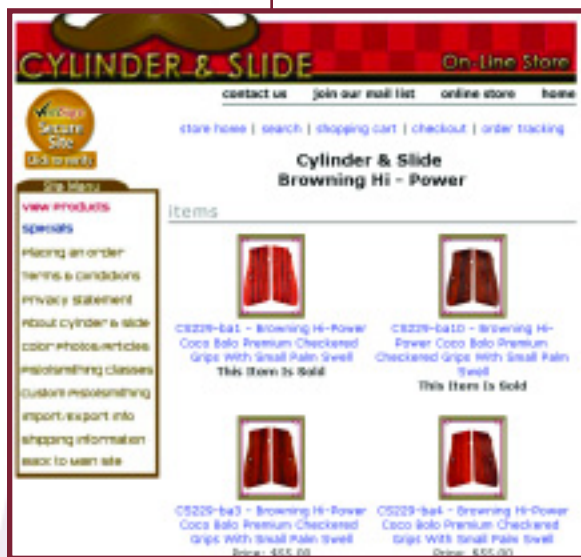 CYLINDER & SLIDE
On-Line Store
contact us join our mail list online store home
Secure
Site
store home | search | shopping cart | checkout | order tracking
Cylinder & Slide
Browning Hi - Power
Site Menu
view products
specials
placing an order
terms & conditions
privacy statement
about cylinder & slide
color photos/articles
pistolsmithing classes
custom pistolsmithing
import/export info
shipping information
back to main site
items
CS229-ba1 - Browning Hi-Power
Coco Bolo Premium Checkered
Grips With Small Palm Swell
This Item Is Sold
CS229-ba10 - Browning Hi-
Power Coco Bolo Premium
Checkered Grips With Small Palm
Swell
This Item Is Sold
CS229-ba3 - Browning Hi-Power
Coco Bolo Premium Checkered
Grips With Small Palm Swell
Price: $55.00
CS229-ba4 - Browning Hi-Power
Coco Bolo Premium Checkered
Grips With Small Palm Swell
Price: $55.00